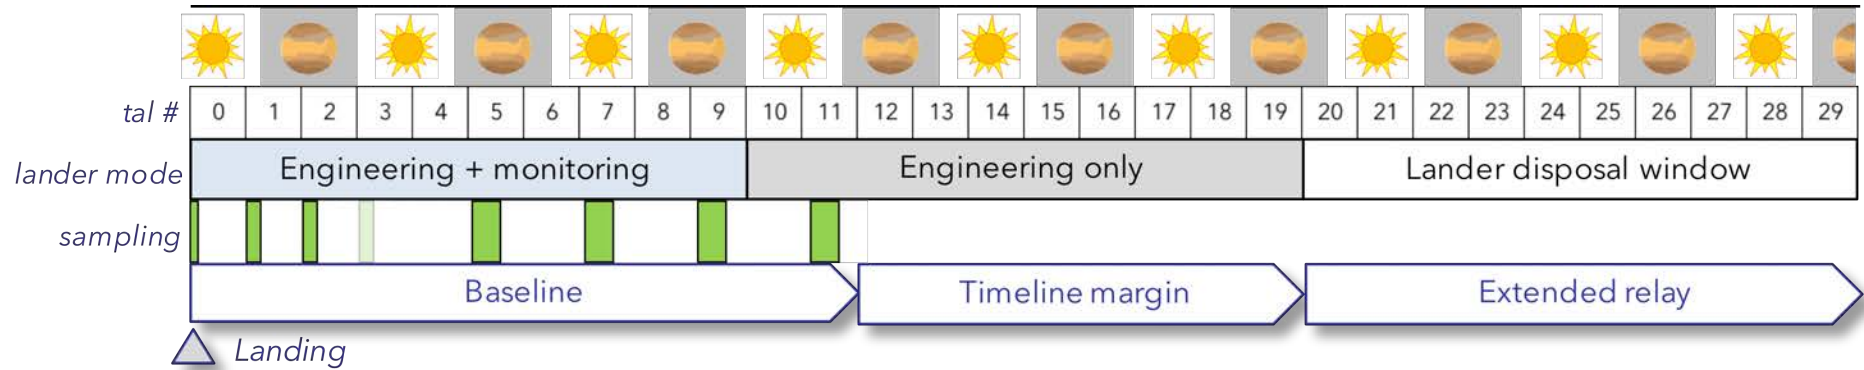 tal # 0 1 2 3 4 5 6 7 8 9 10 11 12 13 14 15 16 17 18 19 20 21 22 23 24 25 26 27 28 29
lander mode Engineering + monitoring Engineering only Lander disposal window
sampling
Baseline Timeline margin Extended relay
Landing